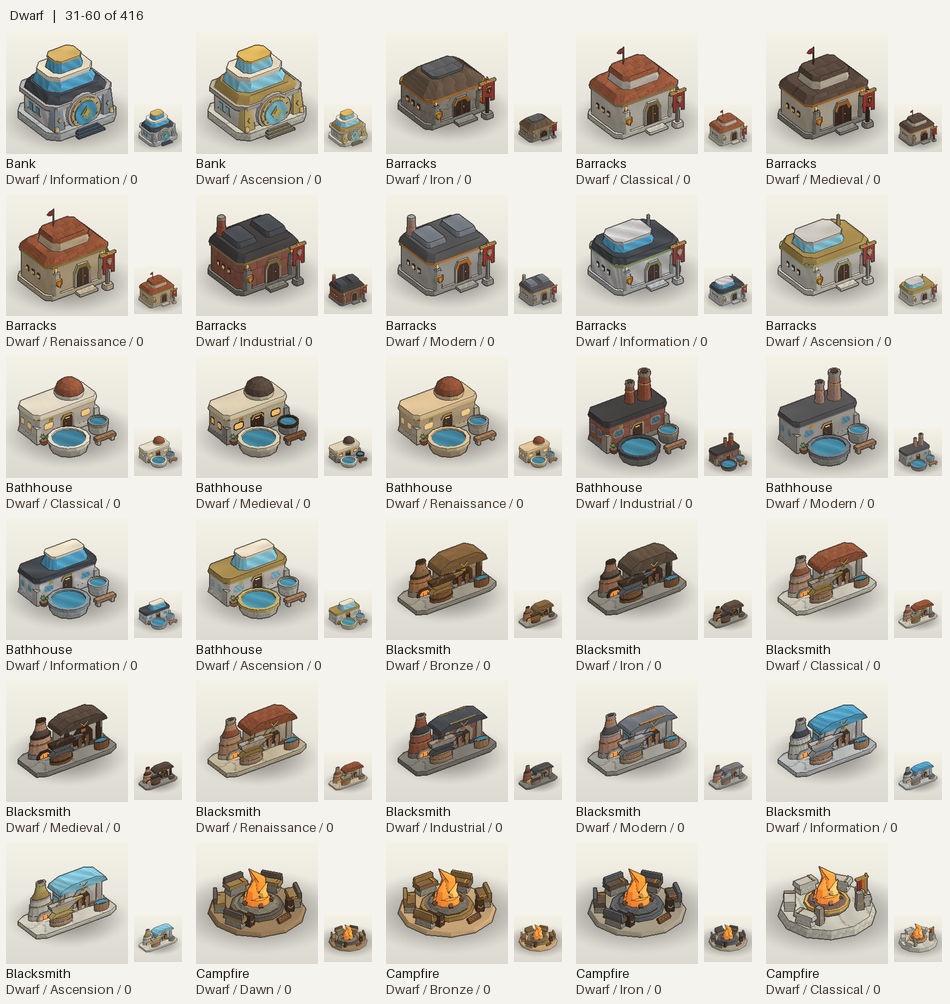 Dwarf | 31-60 of 416
Bank
Dwarf / Information / 0
Bank
Dwarf / Ascension / 0
Barracks
Dwarf / Iron / 0
Barracks
Dwarf / Classical / 0
Barracks
Dwarf / Medieval / 0
Barracks
Dwarf / Renaissance / 0
Barracks
Dwarf / Industrial / 0
Barracks
Dwarf / Modern / 0
Barracks
Dwarf / Information / 0
Barracks
Dwarf / Ascension / 0
Bathhouse
Dwarf / Classical / 0
Bathhouse
Dwarf / Medieval / 0
Bathhouse
Dwarf / Renaissance / 0
Bathhouse
Dwarf / Industrial / 0
Bathhouse
Dwarf / Modern / 0
Bathhouse
Dwarf / Information / 0
Bathhouse
Dwarf / Ascension / 0
Blacksmith
Dwarf / Bronze / 0
Blacksmith
Dwarf / Iron / 0
Blacksmith
Dwarf / Classical / 0
Blacksmith
Dwarf / Medieval / 0
Blacksmith
Dwarf / Renaissance / 0
Blacksmith
Dwarf / Industrial / 0
Blacksmith
Dwarf / Modern / 0
Blacksmith
Dwarf / Information / 0
Blacksmith
Dwarf / Ascension / 0
Campfire
Dwarf / Dawn / 0
Campfire
Dwarf / Bronze / 0
Campfire
Dwarf / Iron / 0
Campfire
Dwarf / Classical / 0